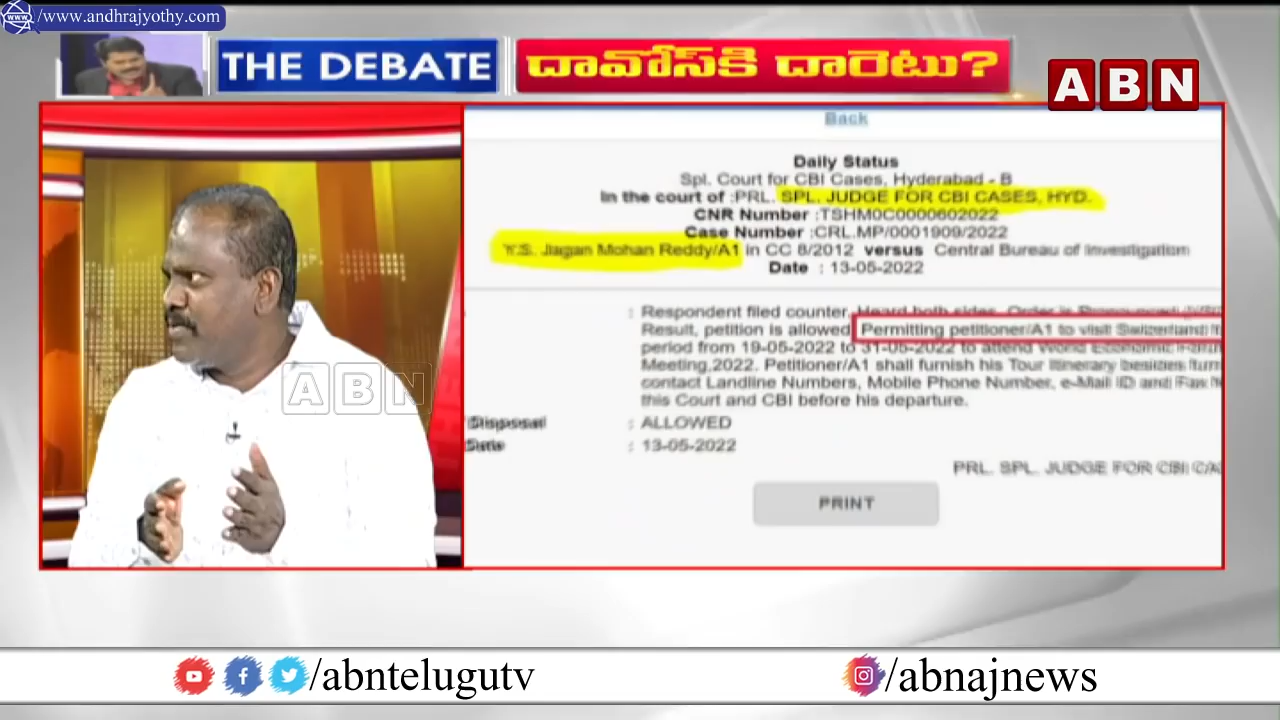 www
/www.andhrajyothy.com
THE DEBATE
దావోస్‌కి దారెటు?
ABN
Back
Daily Status
Spl. Court for CBI Cases, Hyderabad - B
In the court of :PRL. SPL. JUDGE FOR CBI CASES, HYD.
CNR Number :TSHM0C0000602022
Case Number :CRL.MP/0001909/2022
Y.S. Jagan Mohan Reddy/A1 in CC 8/2012 versus Central Bureau of Investigation
Date : 13-05-2022
: Respondent filed counter. Heard both sides. Order is Pronounced.
Result, petition is allowed Permitting petitioner/A1 to visit Switzerland
period from 19-05-2022 to 31-05-2022 to attend World Economic Forum
Meeting,2022. Petitioner/A1 shall furnish his Tour Itinerary besides
contact Landline Numbers, Mobile Phone Number, e-Mail ID and Fax
this Court and CBI before his departure.
Disposal : ALLOWED
Date : 13-05-2022
PRL. SPL. JUDGE FOR CBI
PRINT
ABN
/abntelugutv
/abnajnews